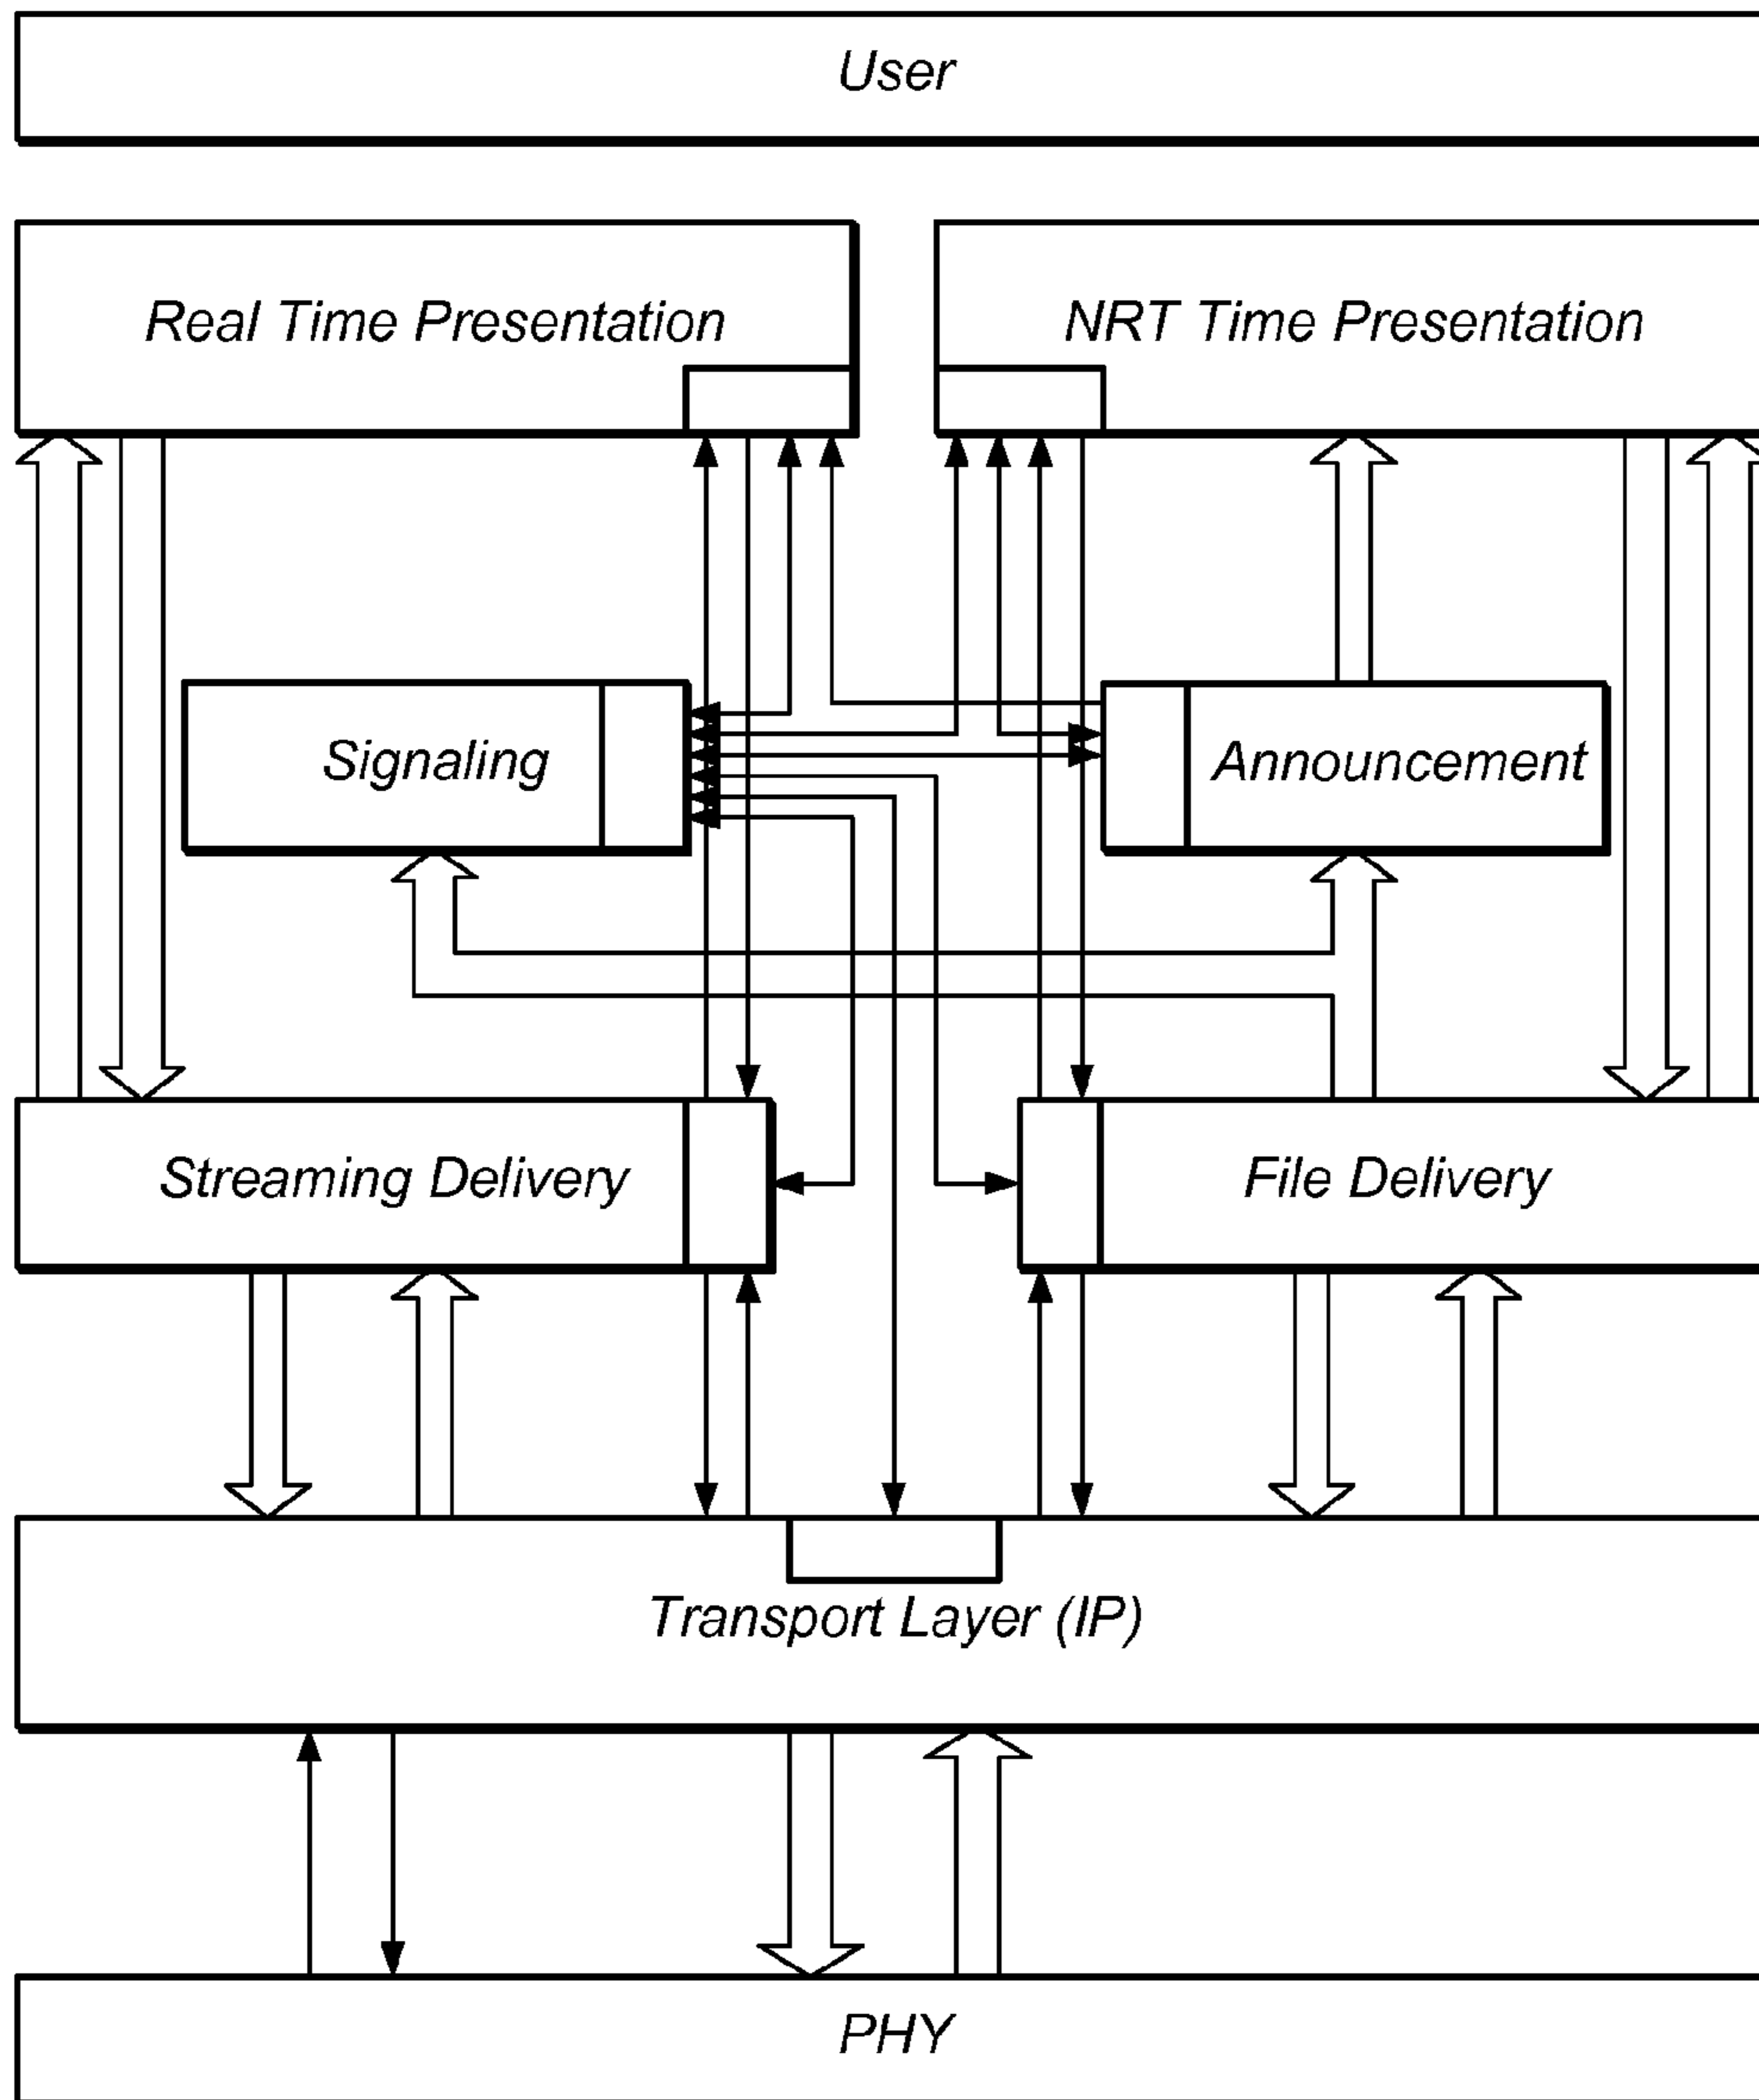 User
Real Time Presentation
NRT Time Presentation
Signaling
Announcement
Streaming Delivery
File Delivery
Transport Layer (IP)
PHY